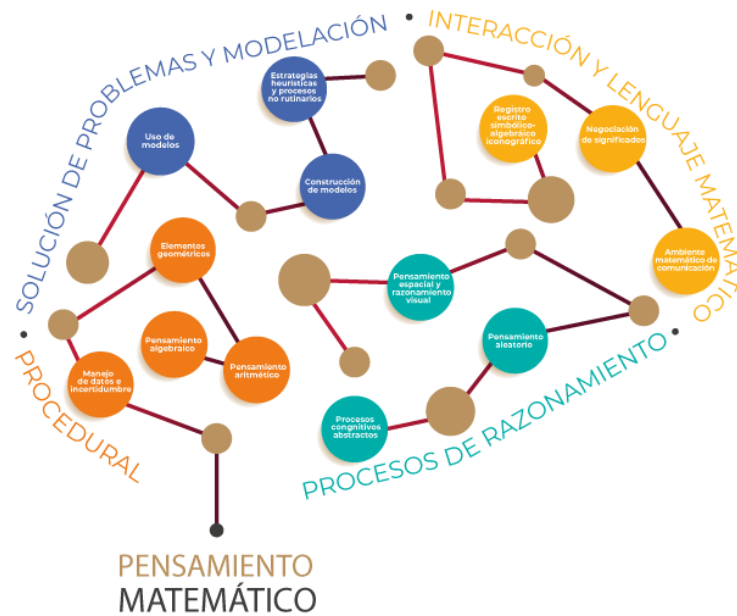 SOLUCIÓN DE PROBLEMAS Y MODELACIÓN
INTERACCIÓN Y LENGUAJE MATEMÁTICO
Estrategias
heurísticas
y procesos
no rutinarios
Uso de
modelos
Construcción
de modelos
Registro
escrito
simbólico-
algebráico
iconográfico
Negociación
de significados
Ambiente
matemático de
comunicación
Elementos
geométricos
Pensamiento
algebraico
Pensamiento
aritmético
Manejo
de datos e
incertidumbre
Pensamiento
espacial y
razonamiento
visual
Pensamiento
aleatorio
Procesos
congnitivos
abstractos
PROCEDURAL
PROCESOS DE RAZONAMIENTO
PENSAMIENTO
MATEMÁTICO